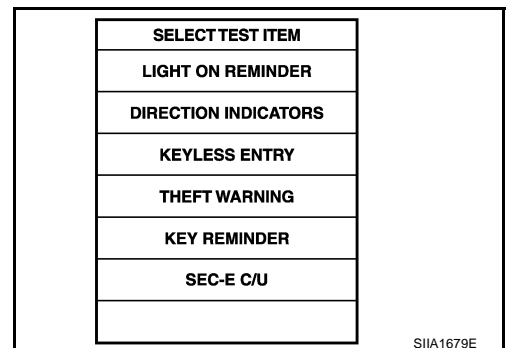 SELECT TEST ITEM
LIGHT ON REMINDER
DIRECTION INDICATORS
KEYLESS ENTRY
THEFT WARNING
KEY REMINDER
SEC-E C/U
SIIA1679E